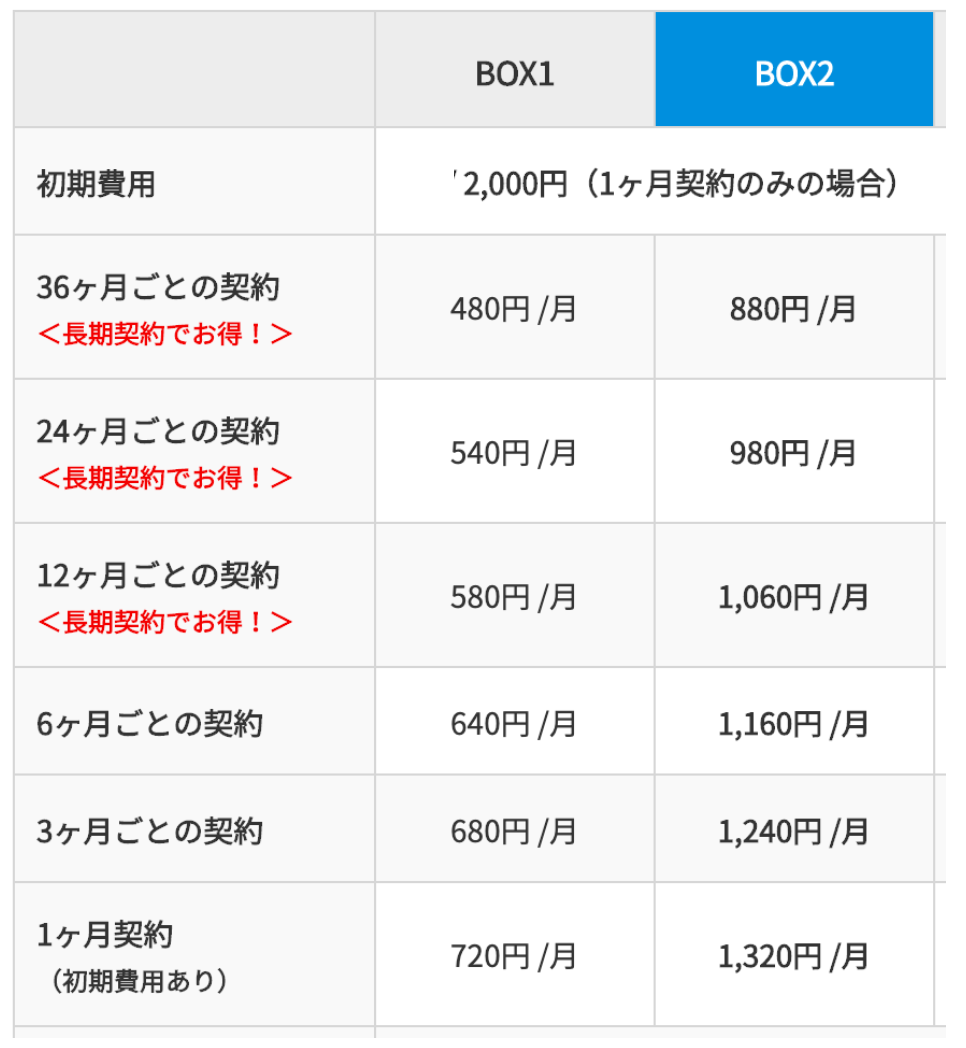 BOX1 BOX2
初期費用 2,000円（1ヶ月契約のみの場合）
36ヶ月ごとの契約
＜長期契約でお得！＞
480円 /月 880円 /月
24ヶ月ごとの契約
＜長期契約でお得！＞
540円 /月 980円 /月
12ヶ月ごとの契約
＜長期契約でお得！＞
580円 /月 1,060円 /月
6ヶ月ごとの契約 640円 /月 1,160円 /月
3ヶ月ごとの契約 680円 /月 1,240円 /月
1ヶ月契約
（初期費用あり）
720円 /月 1,320円 /月